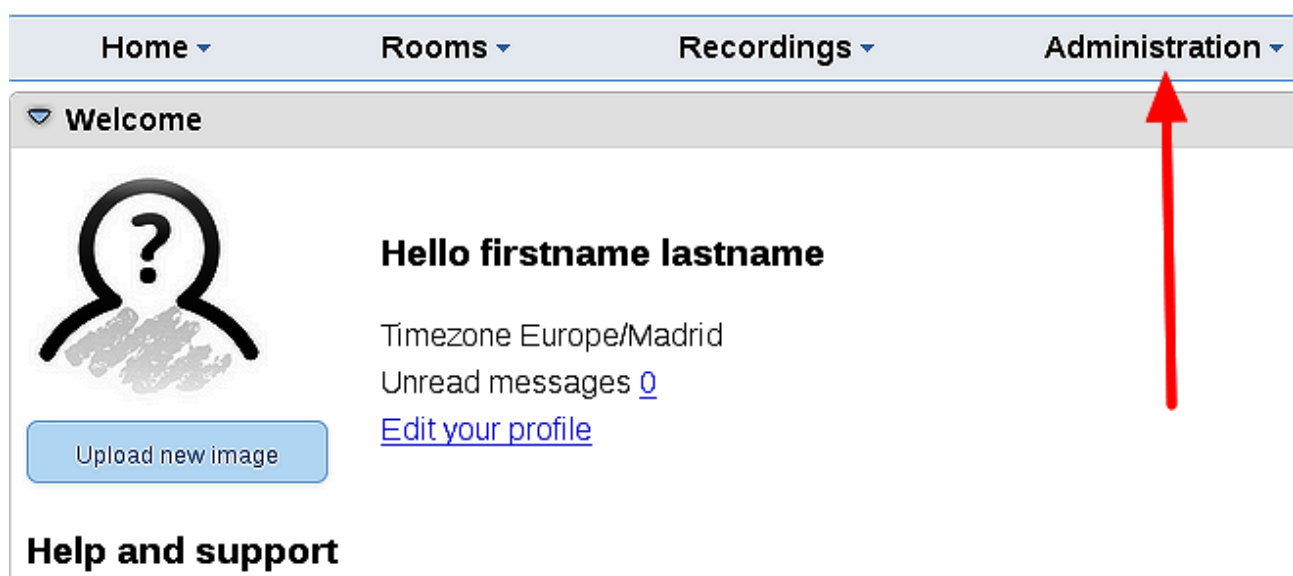 Home Rooms Recordings Administration
Welcome
?
Hello firstname lastname
Timezone Europe/Madrid
Unread messages 0
Edit your profile
Upload new image
Help and support